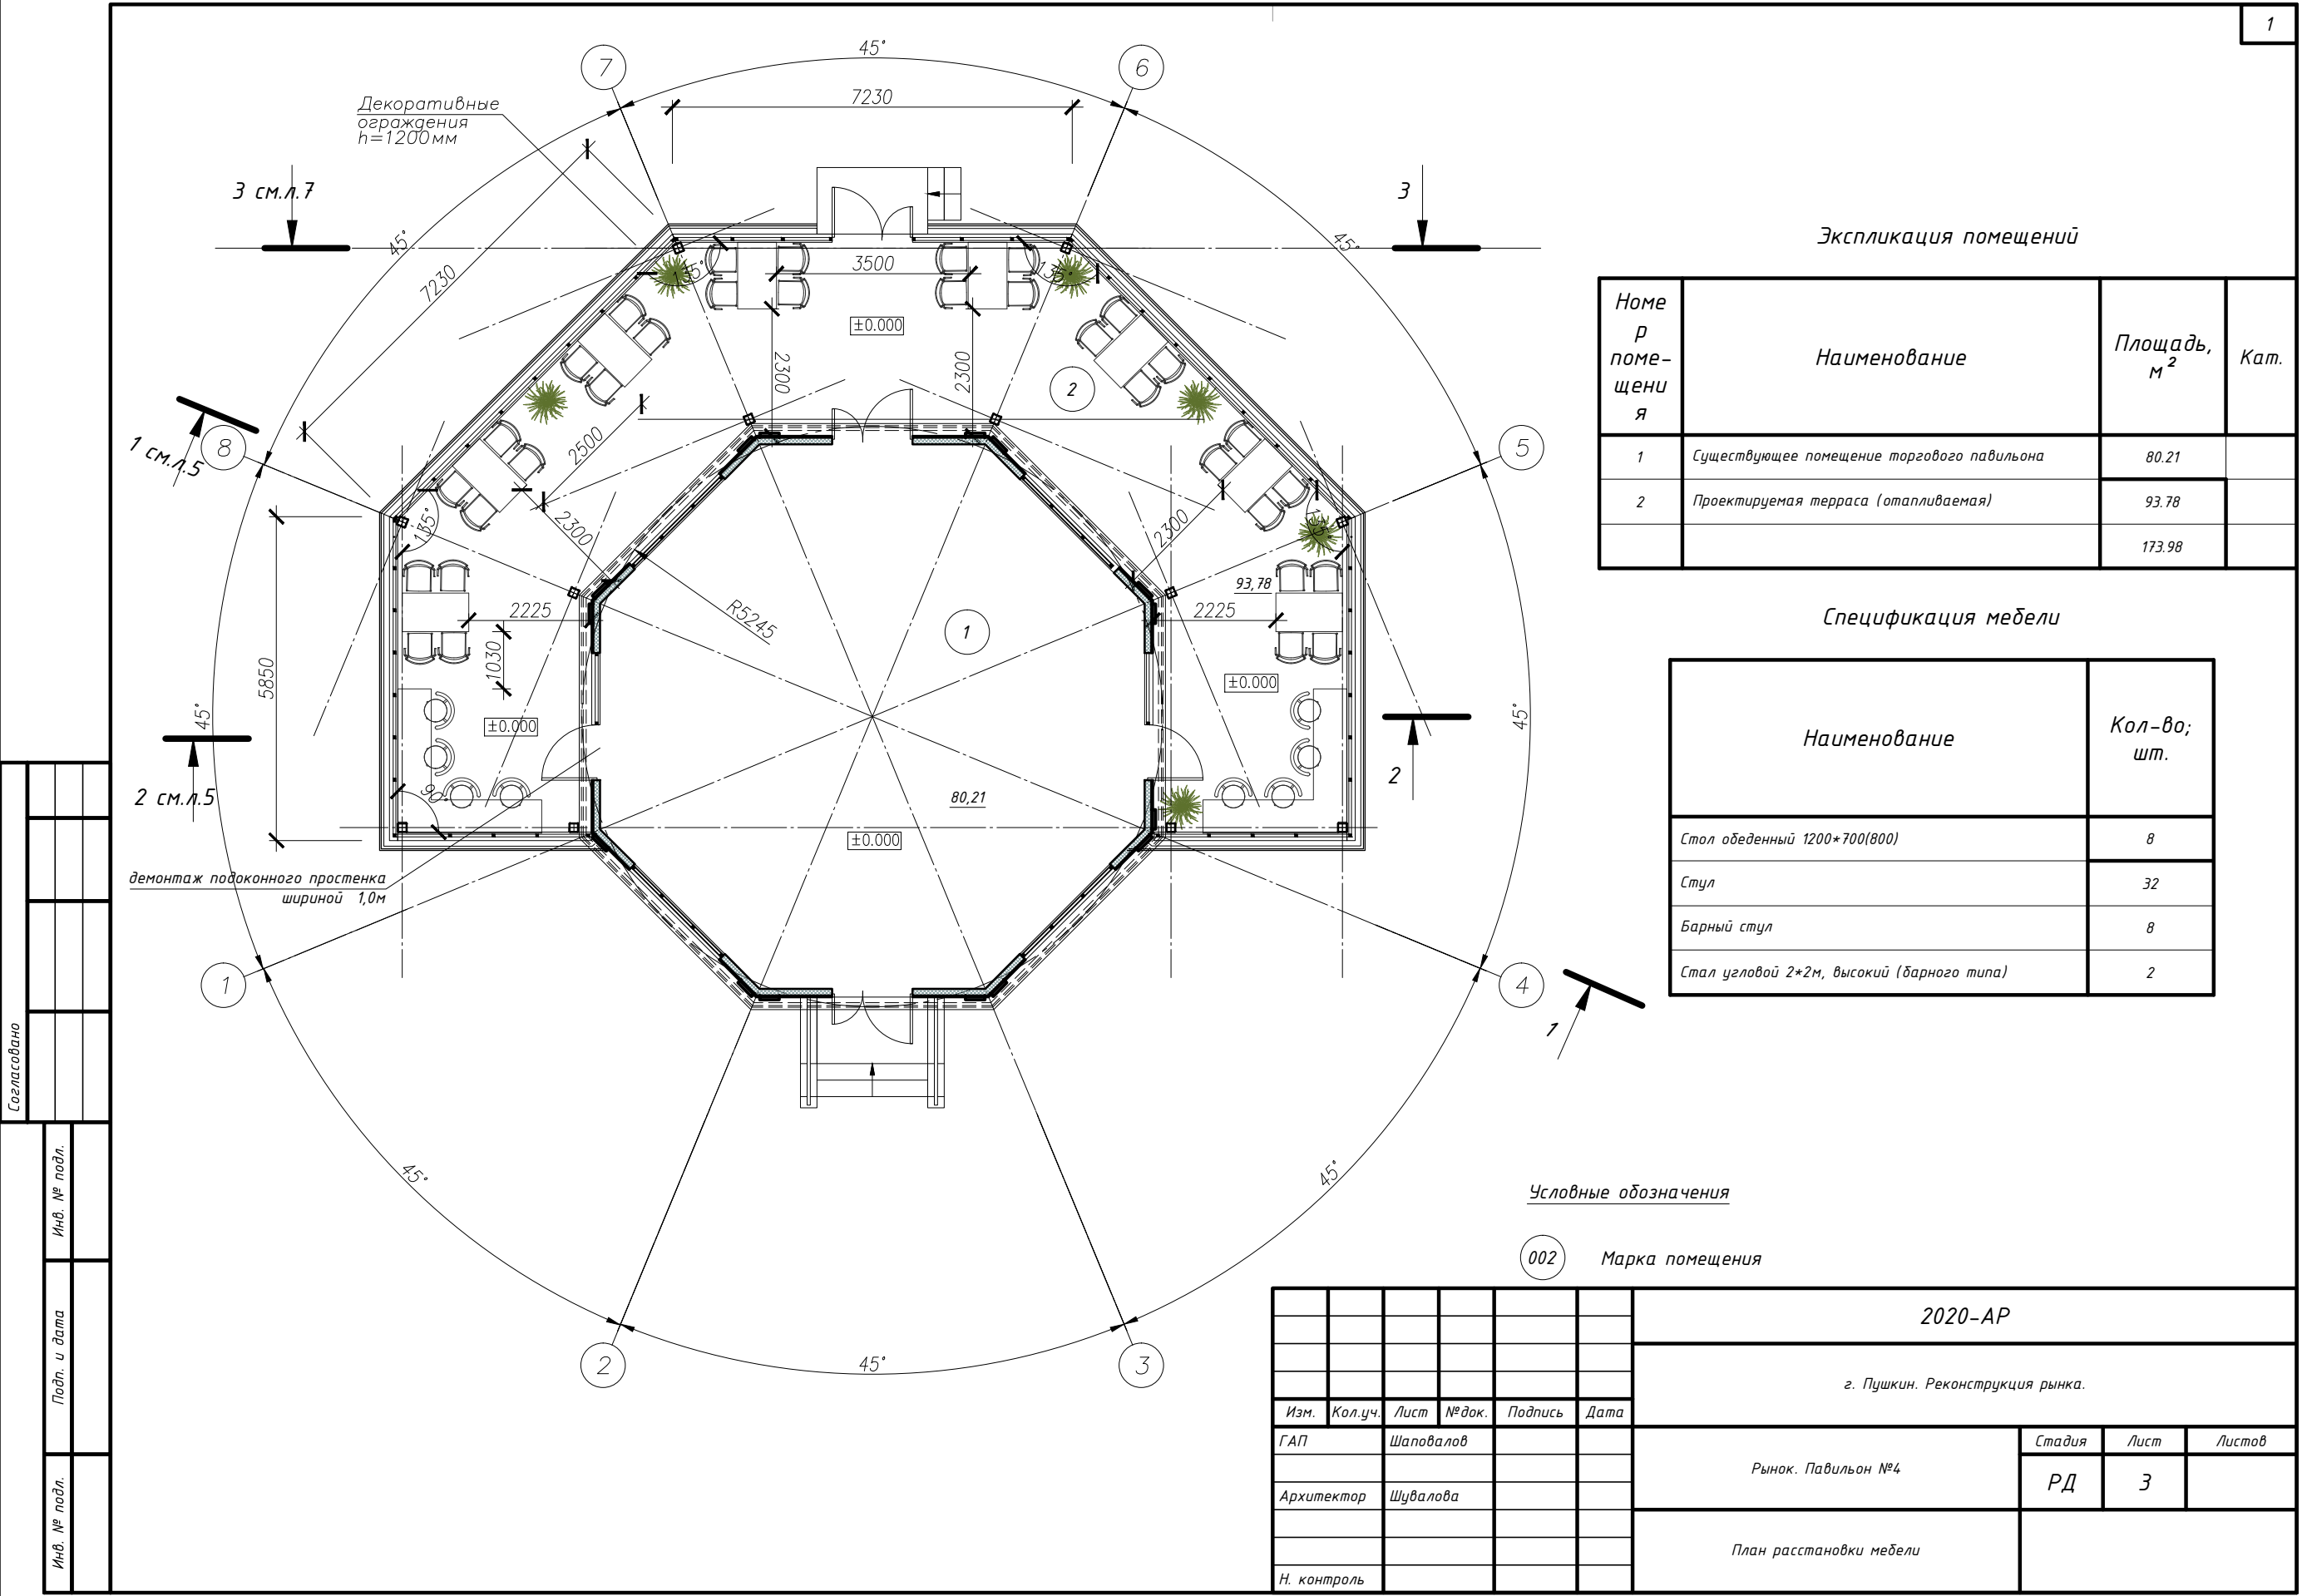 1
45°
7
6
7230
Декоративные
ограждения
h=1200мм
3 см.л.7
3
45°
45°
7230
135°
3500
135°
±0.000
2300
2300
2
1 см.л.5
8
5
2500
135°
2300
2300
135°
93,78
2225
R5245
1
2225
1030
5850
±0.000
±0.000
45°
45°
2 см.л.5
2
90°
80,21
±0.000
демонтаж подоконного простенка
шириной 1,0м
1
4
1
45°
45°
2
45°
3
Экспликация помещений
Номе
р
поме-
щени
я
Наименование
Площадь,
м²
Кат.
1 Существующее помещение торгового павильона 80.21
2 Проектируемая терраса (отапливаемая) 93.78
173.98
Спецификация мебели
Наименование
Кол-во;
шт.
Стол обеденный 1200*700(800) 8
Стул 32
Барный стул 8
Стал угловой 2*2м, высокий (барного типа) 2
Условные обозначения
002 Марка помещения
2020-АР
г. Пушкин. Реконструкция рынка.
Изм. Кол.уч. Лист №док. Подпись Дата
ГАП Шаповалов
Архитектор Шувалова
Н. контроль
Рынок. Павильон №4
Стадия Лист Листов
РД 3
План расстановки мебели
Согласовано
Инв. № подл.
Подп. и дата
Инв. № подл.